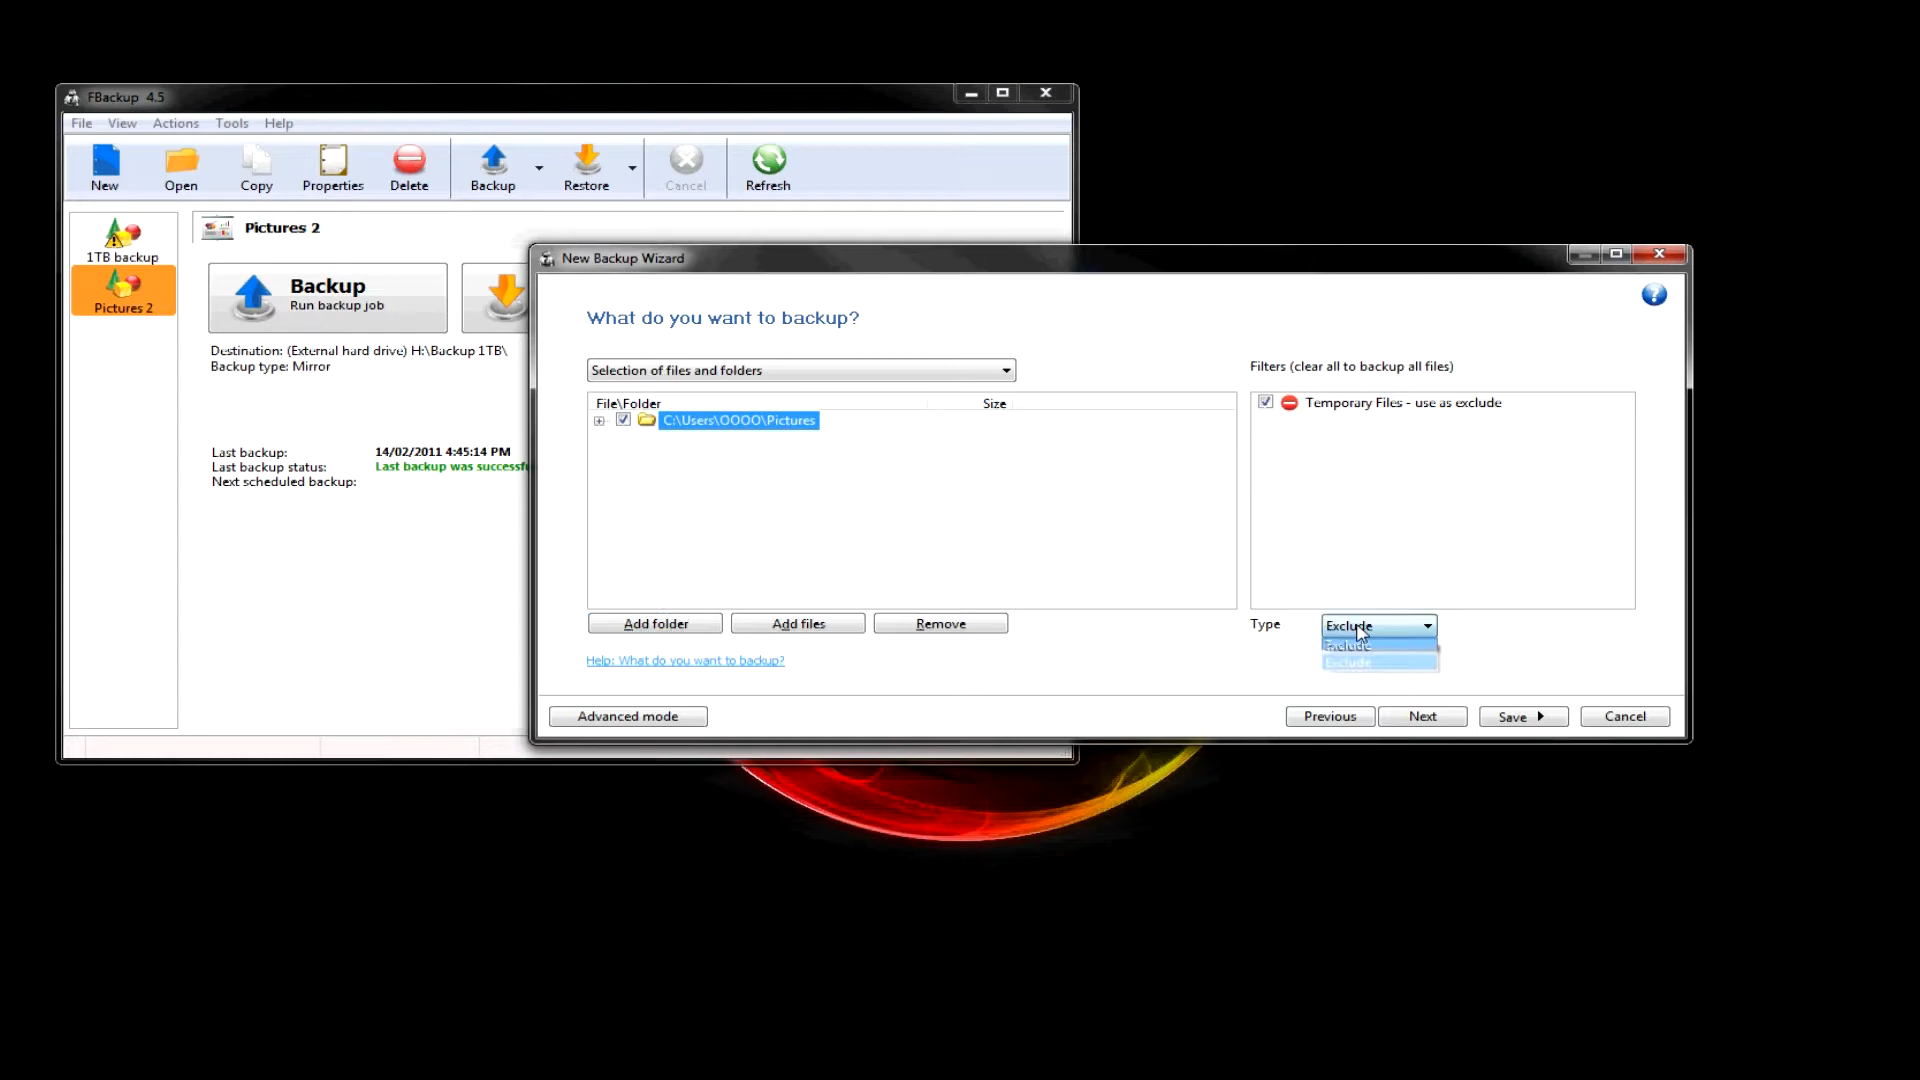 FBackup 4.5
File View Actions Tools Help
New Open Copy Properties Delete Backup Restore Cancel Refresh
1TB backup
Pictures 2
Pictures 2
Backup
Run backup job
Destination: (External hard drive) H:\Backup 1TB\
Backup type: Mirror
Last backup: 14/02/2011 4:45:14 PM
Last backup status: Last backup was successfu
Next scheduled backup:
New Backup Wizard
What do you want to backup?
Selection of files and folders
Filters (clear all to backup all files)
File\Folder Size
C:\Users\OOOO\Pictures
Temporary Files - use as exclude
Add folder Add files Remove
Type Exclude
Include
Exclude
Help: What do you want to backup?
Advanced mode Previous Next Save Cancel